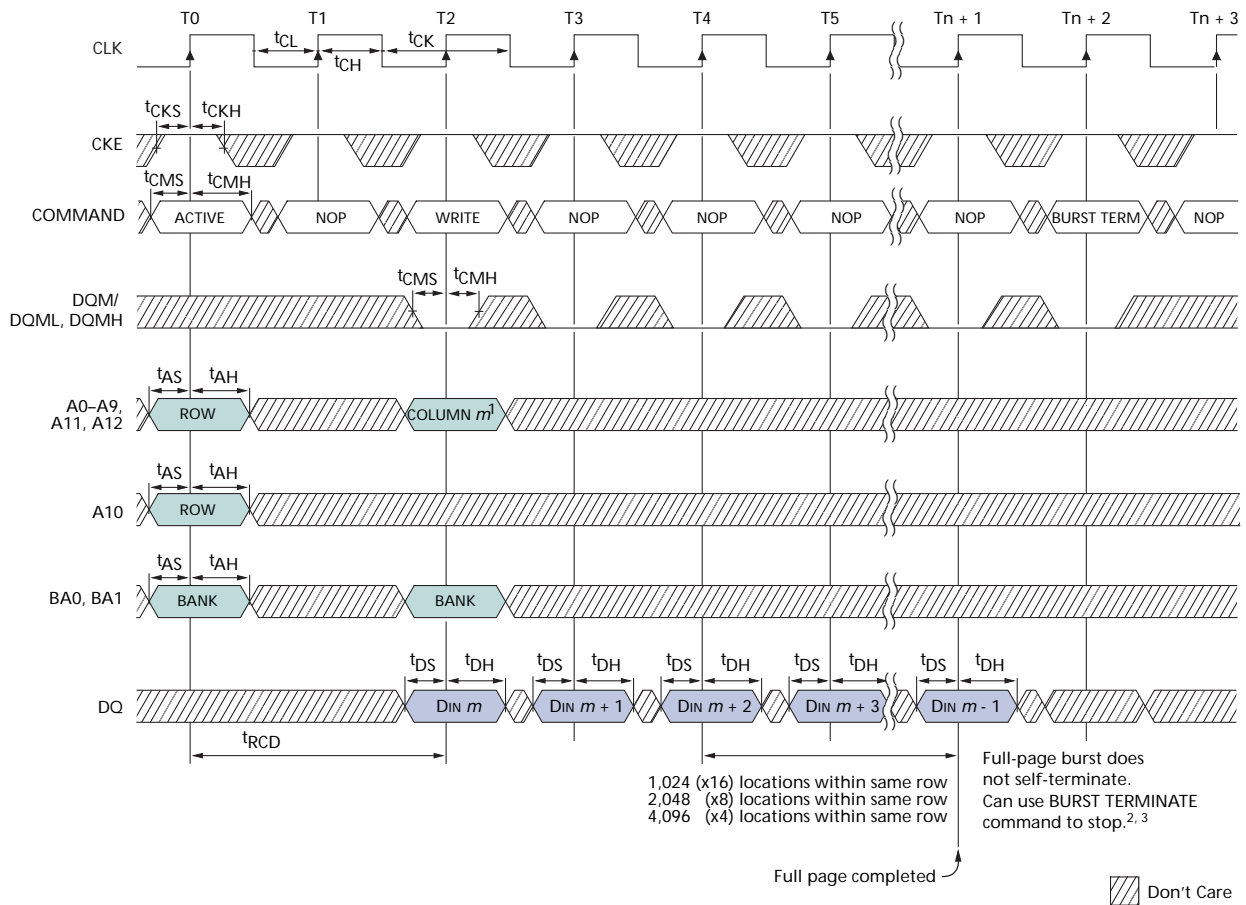 T0 T1 T2 T3 T4 T5 Tn + 1 Tn + 2 Tn + 3
CLK
tCL tCK
tCH
tCKS tCKH
CKE
tCMS tCMH
COMMAND ACTIVE NOP WRITE NOP NOP NOP NOP BURST TERM NOP
tCMS tCMH
DQM/
DQML, DQMH
tAS tAH
A0–A9,
A11, A12
ROW COLUMN m1
tAS tAH
A10 ROW
tAS tAH
BA0, BA1 BANK BANK
tDS tDH tDS tDH tDS tDH tDS tDH tDS tDH
DQ DIN m DIN m + 1 DIN m + 2 DIN m + 3 DIN m - 1
tRCD
1,024 (x16) locations within same row
2,048 (x8) locations within same row
4,096 (x4) locations within same row
Full-page burst does
not self-terminate.
Can use BURST TERMINATE
command to stop.2, 3
Full page completed
Don't Care